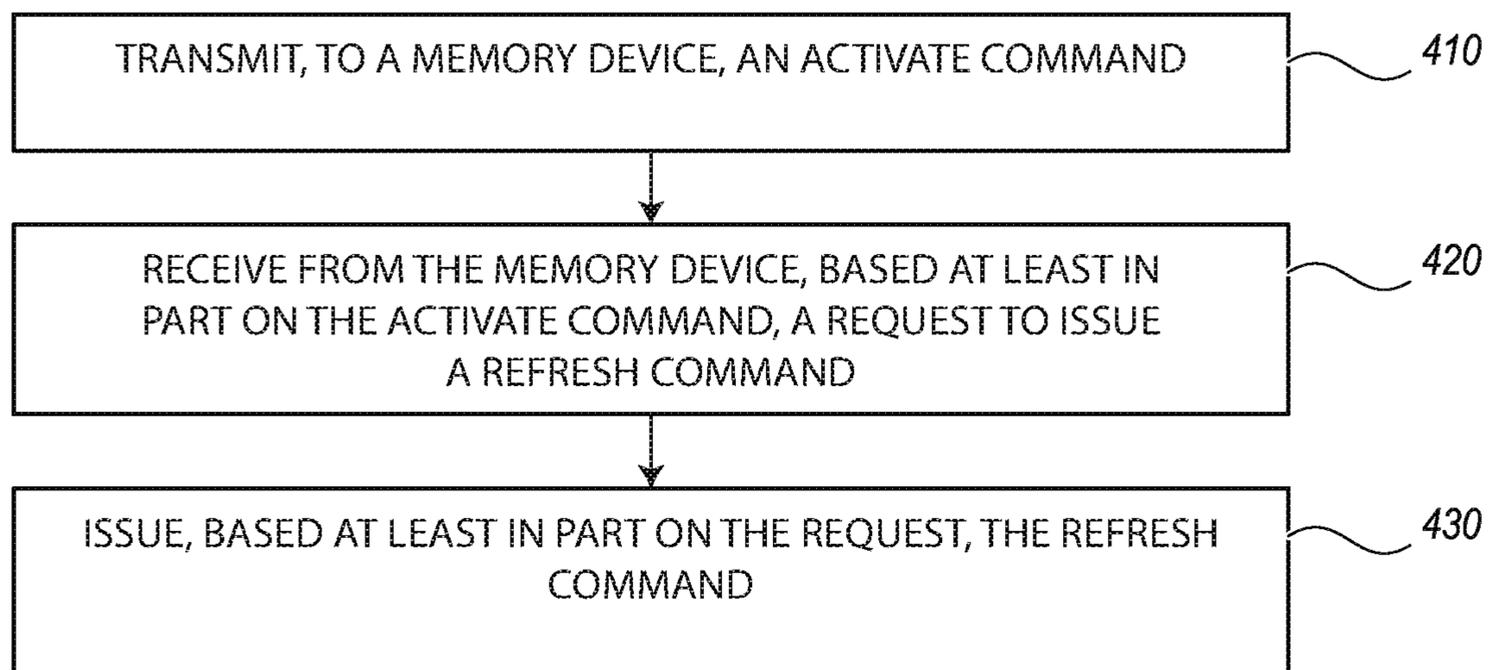 TRANSMIT, TO A MEMORY DEVICE, AN ACTIVATE COMMAND
410
RECEIVE FROM THE MEMORY DEVICE, BASED AT LEAST IN
PART ON THE ACTIVATE COMMAND, A REQUEST TO ISSUE
A REFRESH COMMAND
420
ISSUE, BASED AT LEAST IN PART ON THE REQUEST, THE REFRESH
COMMAND
430